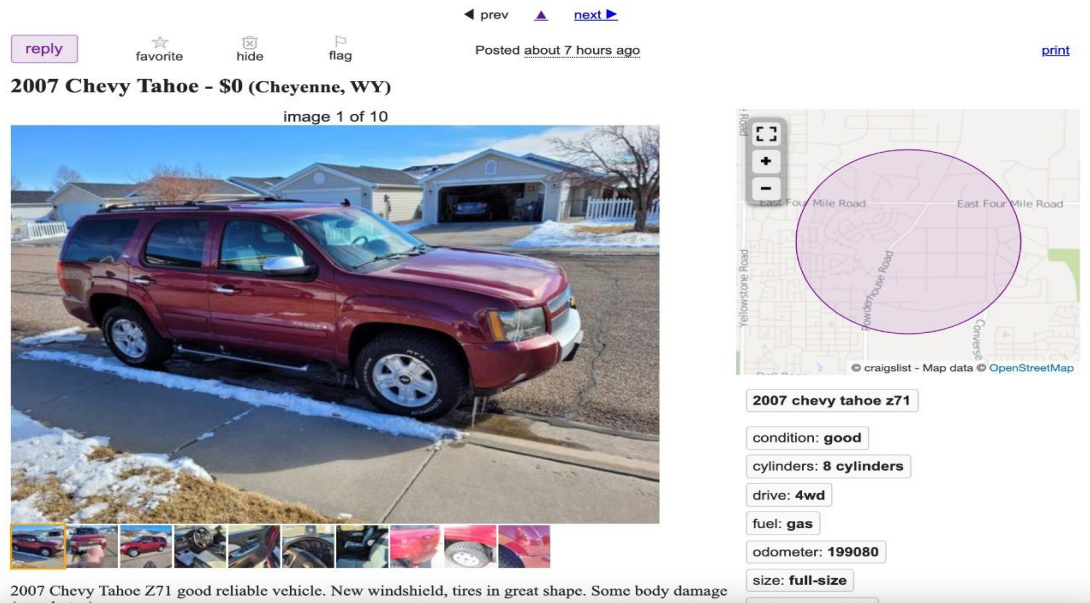 ◀ prev ▲ next ▶
reply
favorite
hide
flag
Posted about 7 hours ago
print
2007 Chevy Tahoe - $0 (Cheyenne, WY)
image 1 of 10
Road
+
−
East Four Mile Road
East Four Mile Road
Yellowstone Road
Powderhouse Road
Converse
© craigslist - Map data © OpenStreetMap
2007 chevy tahoe z71
condition: good
cylinders: 8 cylinders
drive: 4wd
fuel: gas
odometer: 199080
size: full-size
2007 Chevy Tahoe Z71 good reliable vehicle. New windshield, tires in great shape. Some body damage